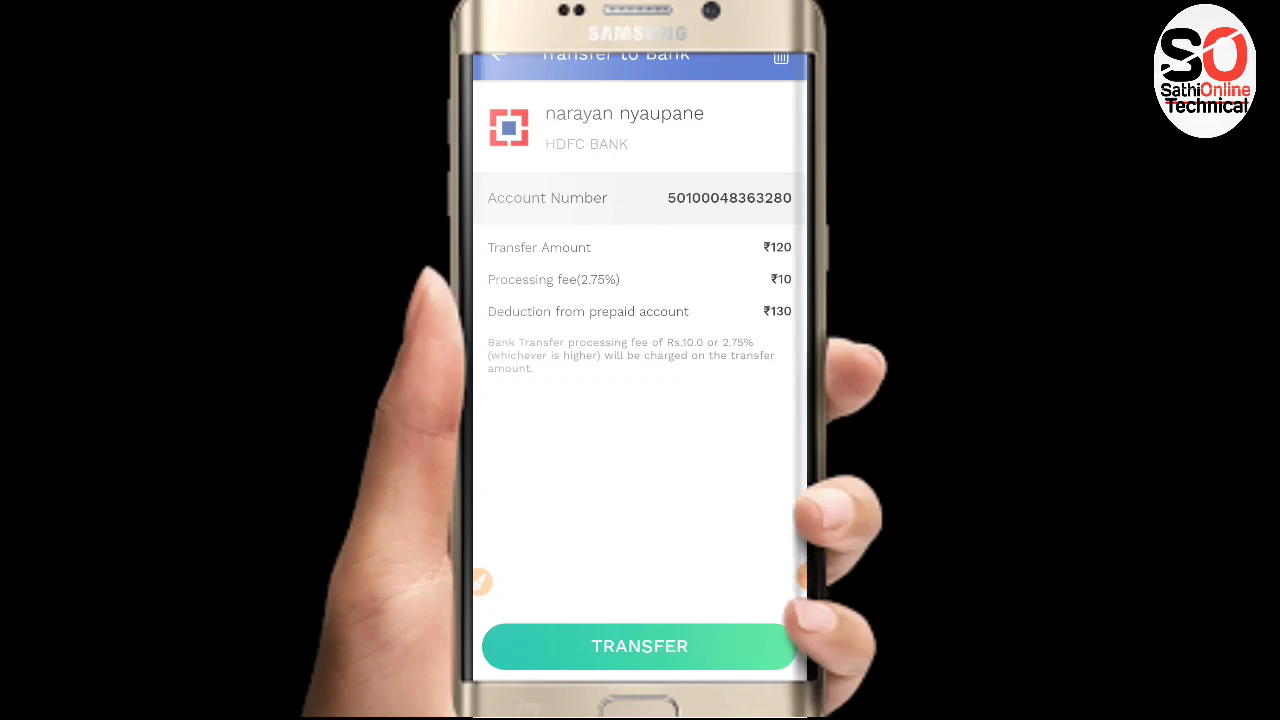 SAMSUNG
Transfer to Bank
SO
SathiOnline
Technical
narayan nyaupane
HDFC BANK
Account Number 50100048363280
Transfer Amount ₹120
Processing fee(2.75%) ₹10
Deduction from prepaid account ₹130
Bank Transfer processing fee of Rs.10.0 or 2.75%
(whichever is higher) will be charged on the transfer
amount.
TRANSFER